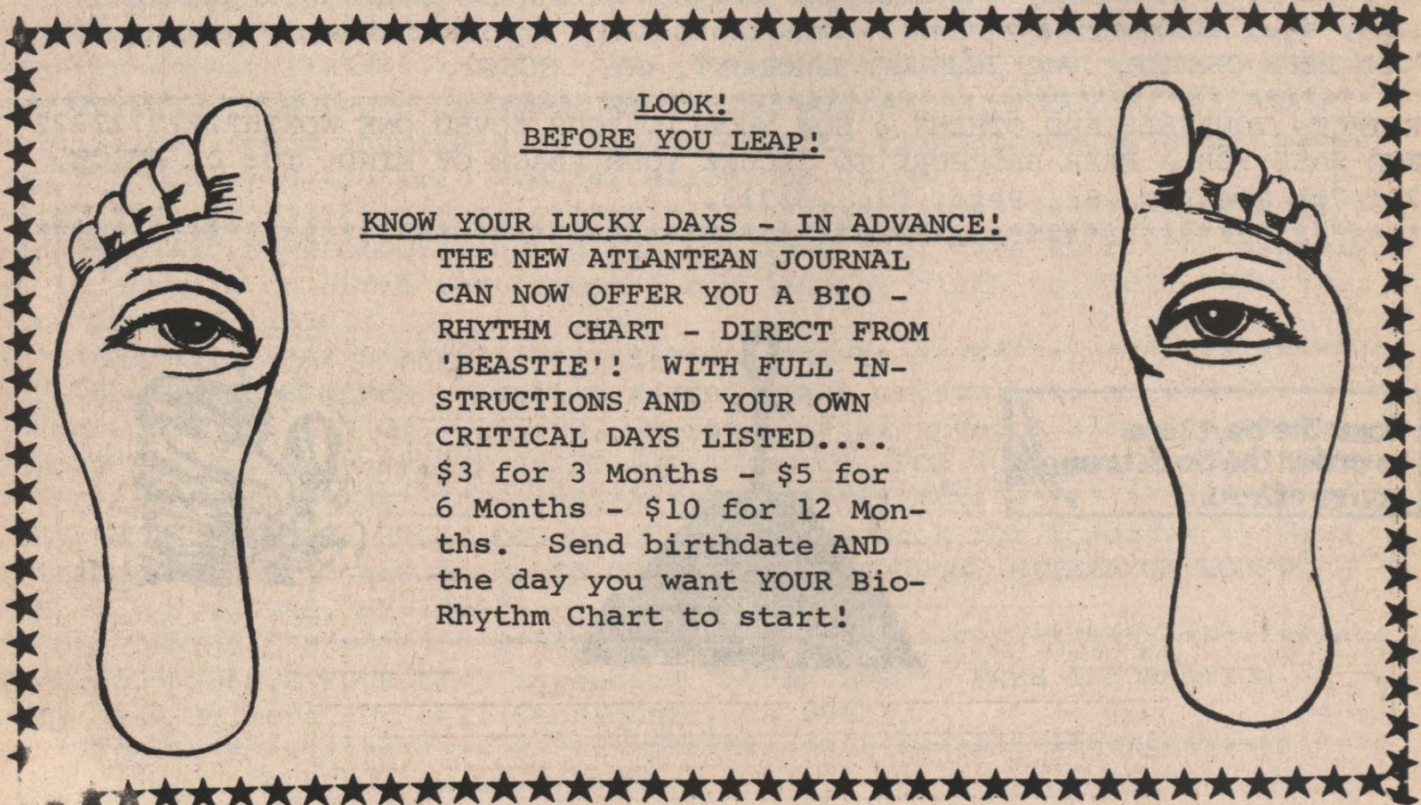 LOOK!
BEFORE YOU LEAP!
KNOW YOUR LUCKY DAYS - IN ADVANCE!
THE NEW ATLANTEAN JOURNAL
CAN NOW OFFER YOU A BIO -
RHYTHM CHART - DIRECT FROM
'BEASTIE'! WITH FULL IN-
STRUCTIONS AND YOUR OWN
CRITICAL DAYS LISTED....
$3 for 3 Months - $5 for
6 Months - $10 for 12 Mon-
ths. Send birthdate AND
the day you want YOUR Bio-
Rhythm Chart to start!